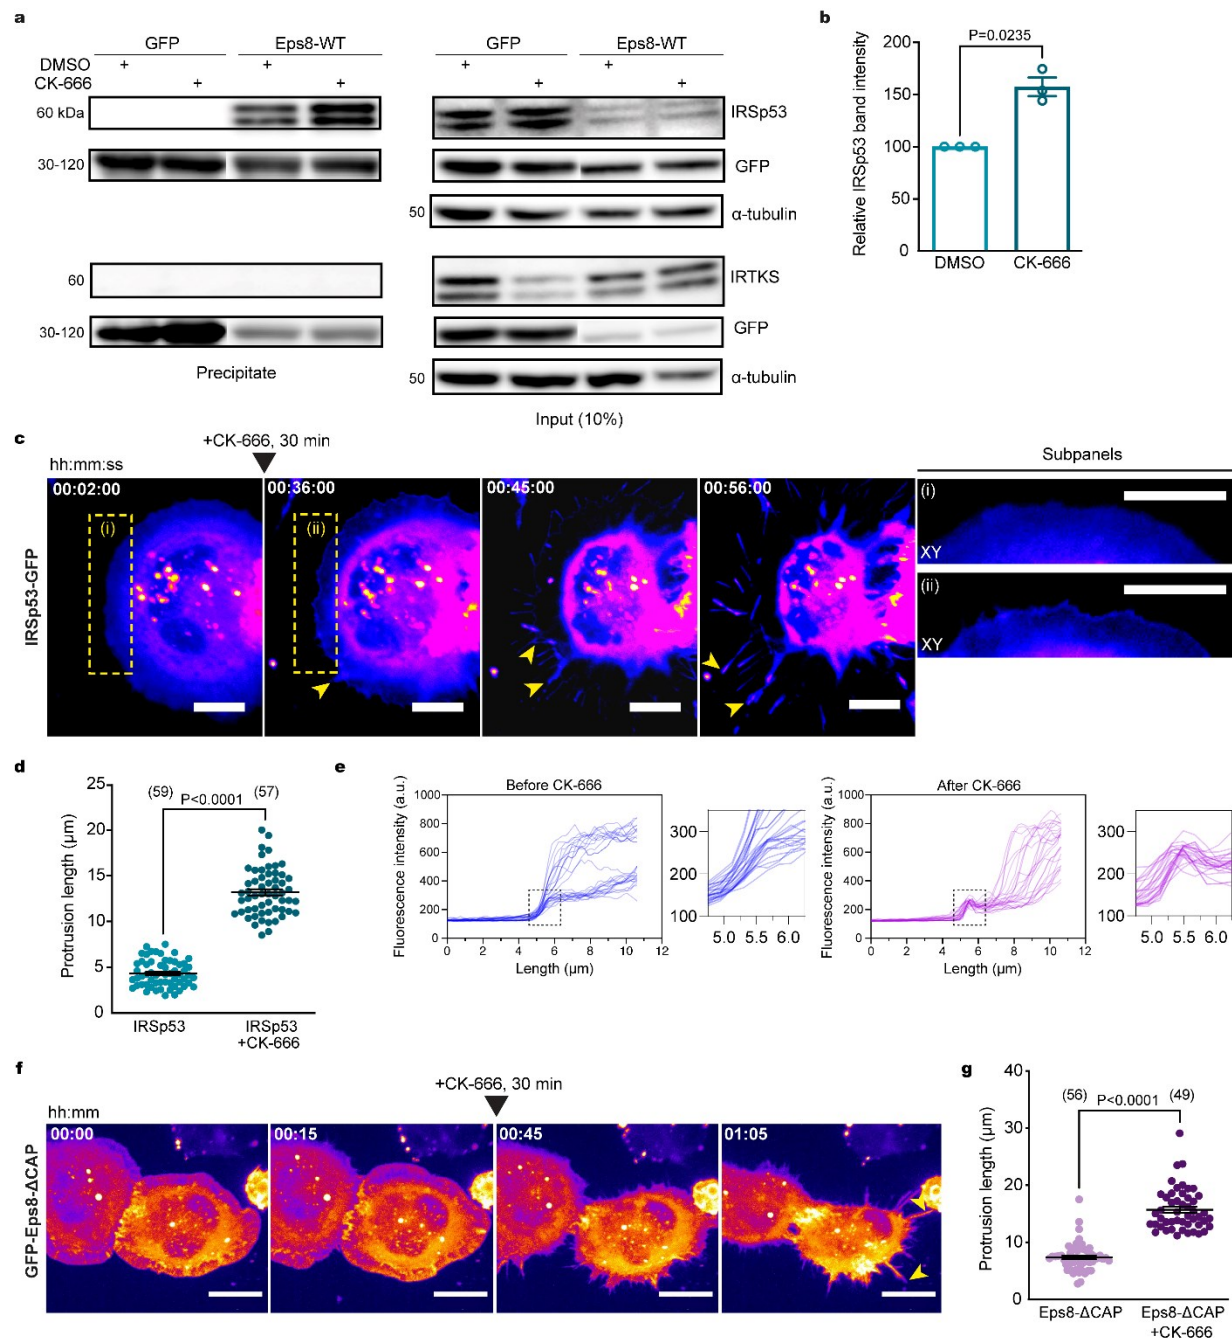 a
GFP Eps8-WT GFP Eps8-WT
DMSO + + + +
CK-666 + + + +
60 kDa IRSp53
30-120 GFP
50 α-tubulin
60 IRTKS
30-120 GFP
50 α-tubulin
Precipitate
Input (10%)
b
P=0.0235
Relative IRSp53 band intensity
200
150
100
50
0
DMSO CK-666
c
+CK-666, 30 min
hh:mm:ss
Subpanels
IRSp53-GFP
00:02:00 00:36:00 00:45:00 00:56:00
(i) (ii)
(i)
XY
(ii)
XY
d
Protrusion length (µm)
25
20
15
10
5
0
(59) (57)
P<0.0001
IRSp53 IRSp53
+CK-666
e
Before CK-666
Fluorescence intensity (a.u.)
1000
800
600
400
200
0
0 2 4 6 8 10 12
Length (µm)
300
200
100
5.0 5.5 6.0
After CK-666
Fluorescence intensity (a.u.)
1000
800
600
400
200
0
0 2 4 6 8 10 12
Length (µm)
300
200
100
5.0 5.5 6.0
f
+CK-666, 30 min
hh:mm
GFP-Eps8-ΔCAP
00:00 00:15 00:45 01:05
g
Protrusion length (µm)
40
30
20
10
0
(56) (49)
P<0.0001
Eps8-ΔCAP Eps8-ΔCAP
+CK-666